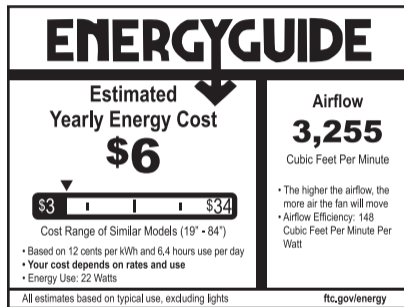 ENERGYGUIDE
Estimated
Yearly Energy Cost
$6
$3
$34
Cost Range of Similar Models (19" - 84")
• Based on 12 cents per kWh and 6,4 hours use per day
• Your cost depends on rates and use
• Energy Use: 22 Watts
Airflow
3,255
Cubic Feet Per Minute
• The higher the airflow, the
more air the fan will move
• Airflow Efficiency: 148
Cubic Feet Per Minute Per
Watt
All estimates based on typical use, excluding lights
ftc.gov/energy